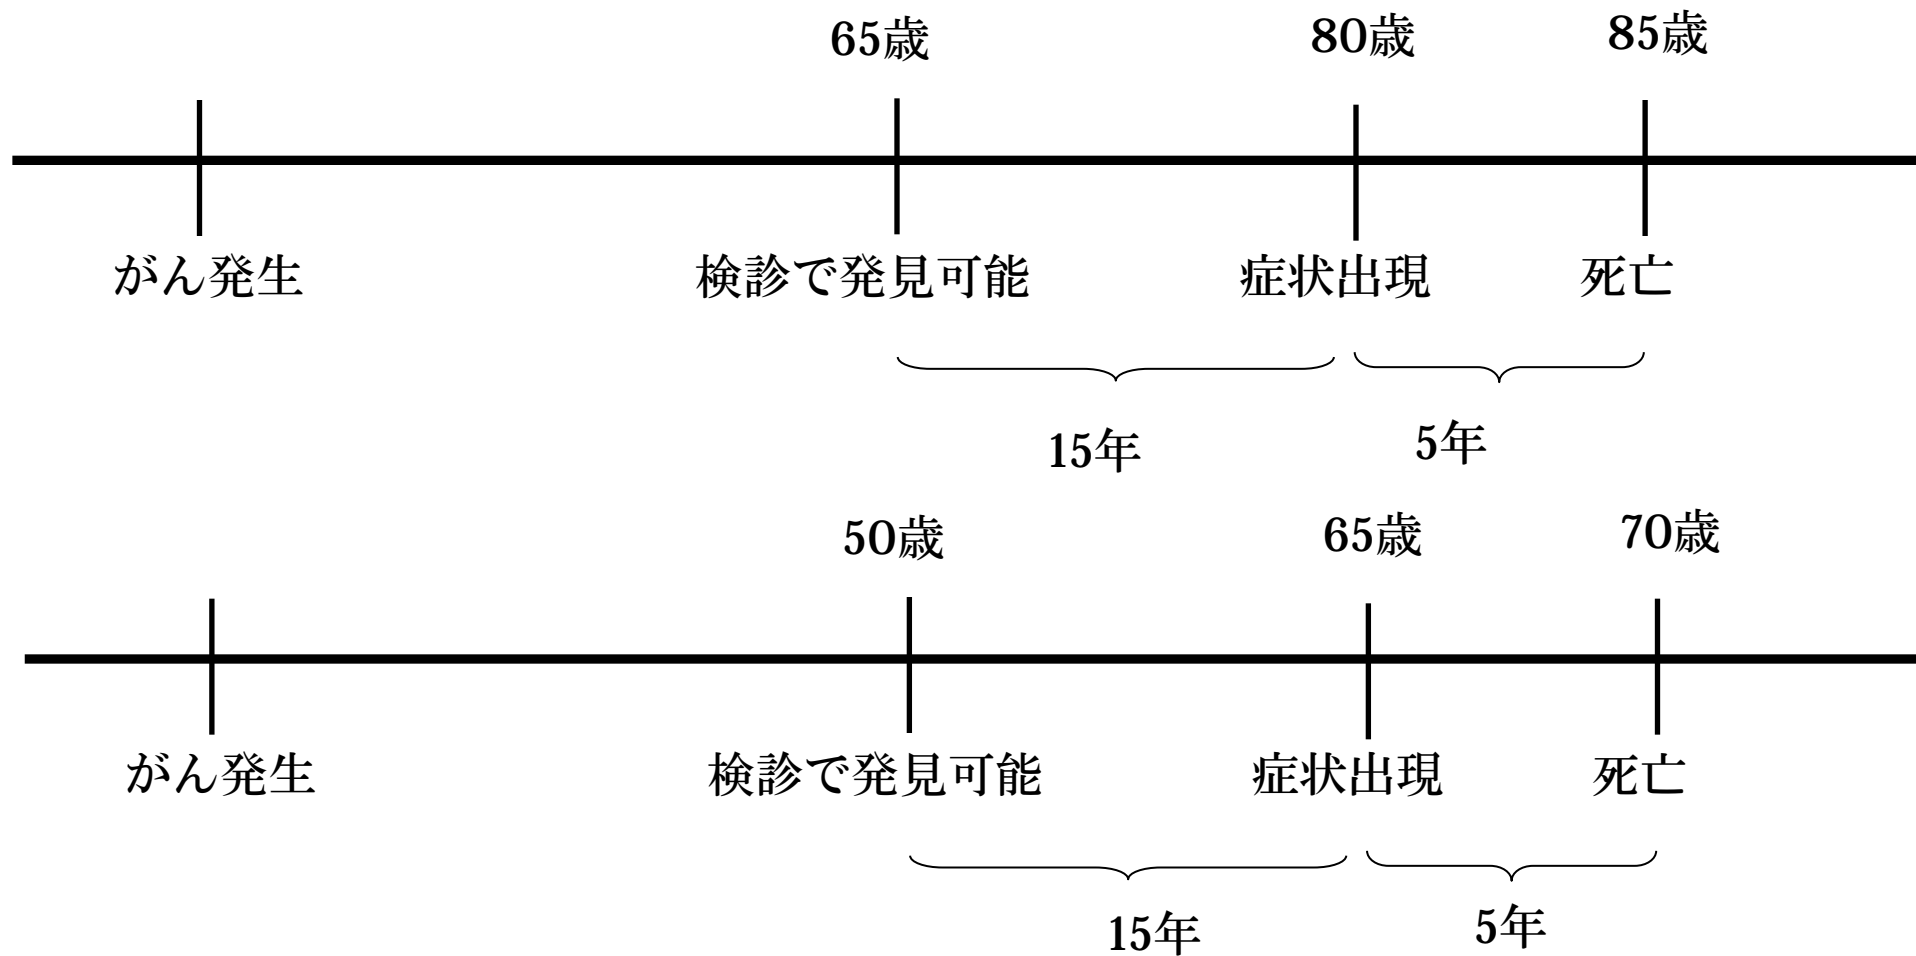 65歳 80歳 85歳
がん発生 検診で発見可能 症状出現 死亡
15年 5年
50歳 65歳 70歳
がん発生 検診で発見可能 症状出現 死亡
15年 5年